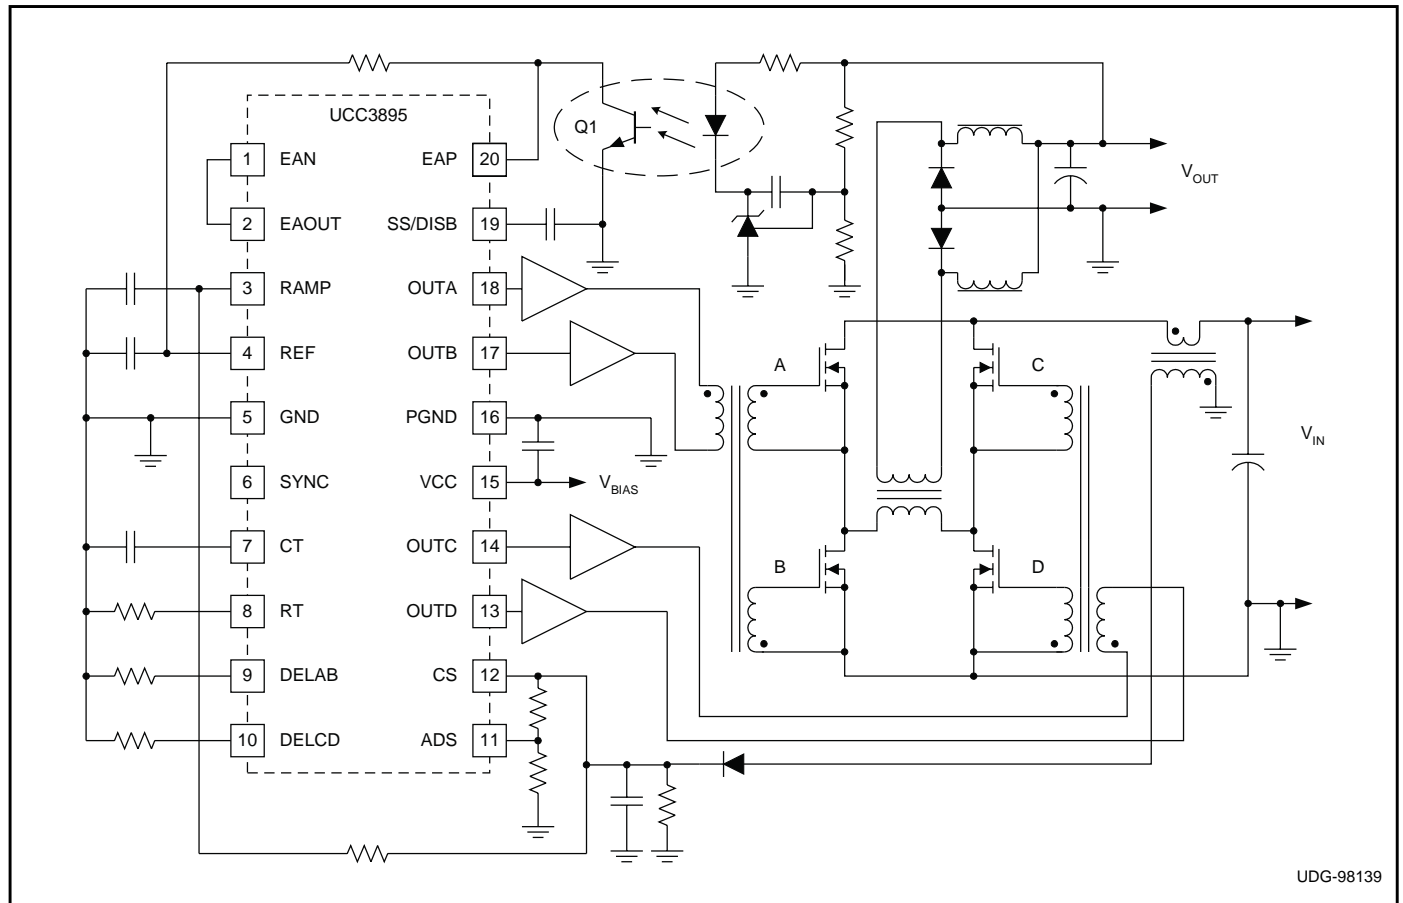 UCC3895
Q1
1 EAN EAP 20
2 EAOUT SS/DISB 19
3 RAMP OUTA 18
4 REF OUTB 17
5 GND PGND 16
6 SYNC VCC 15
7 CT OUTC 14
8 RT OUTD 13
9 DELAB CS 12
10 DELCD ADS 11
VBIAS
A
B
C
D
VOUT
VIN
UDG-98139